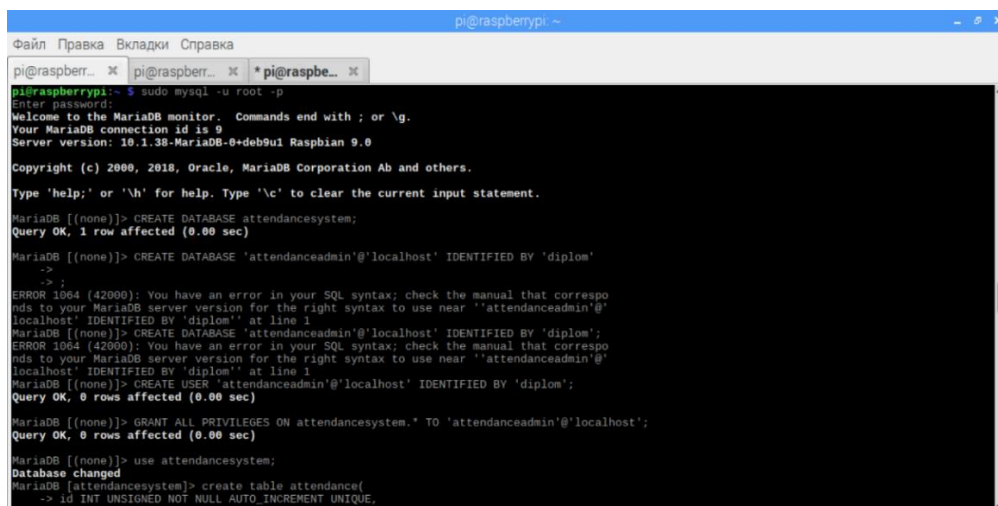 pi@raspberrypi: ~
Файл Правка Вкладки Справка
pi@raspberr... pi@raspberr... * pi@raspbe...
pi@raspberrypi:~ $ sudo mysql -u root -p
Enter password:
Welcome to the MariaDB monitor.  Commands end with ; or \g.
Your MariaDB connection id is 9
Server version: 10.1.38-MariaDB-0+deb9u1 Raspbian 9.0
Copyright (c) 2000, 2018, Oracle, MariaDB Corporation Ab and others.
Type 'help;' or '\h' for help. Type '\c' to clear the current input statement.
MariaDB [(none)]> CREATE DATABASE attendancesystem;
Query OK, 1 row affected (0.00 sec)
MariaDB [(none)]> CREATE DATABASE 'attendanceadmin'@'localhost' IDENTIFIED BY 'diplom'
->
-> ;
ERROR 1064 (42000): You have an error in your SQL syntax; check the manual that correspo
nds to your MariaDB server version for the right syntax to use near ''attendanceadmin'@'
localhost' IDENTIFIED BY 'diplom'' at line 1
MariaDB [(none)]> CREATE DATABASE 'attendanceadmin'@'localhost' IDENTIFIED BY 'diplom';
ERROR 1064 (42000): You have an error in your SQL syntax; check the manual that correspo
nds to your MariaDB server version for the right syntax to use near ''attendanceadmin'@'
localhost' IDENTIFIED BY 'diplom'' at line 1
MariaDB [(none)]> CREATE USER 'attendanceadmin'@'localhost' IDENTIFIED BY 'diplom';
Query OK, 0 rows affected (0.00 sec)
MariaDB [(none)]> GRANT ALL PRIVILEGES ON attendancesystem.* TO 'attendanceadmin'@'localhost';
Query OK, 0 rows affected (0.00 sec)
MariaDB [(none)]> use attendancesystem;
Database changed
MariaDB [attendancesystem]> create table attendance(
-> id INT UNSIGNED NOT NULL AUTO_INCREMENT UNIQUE,